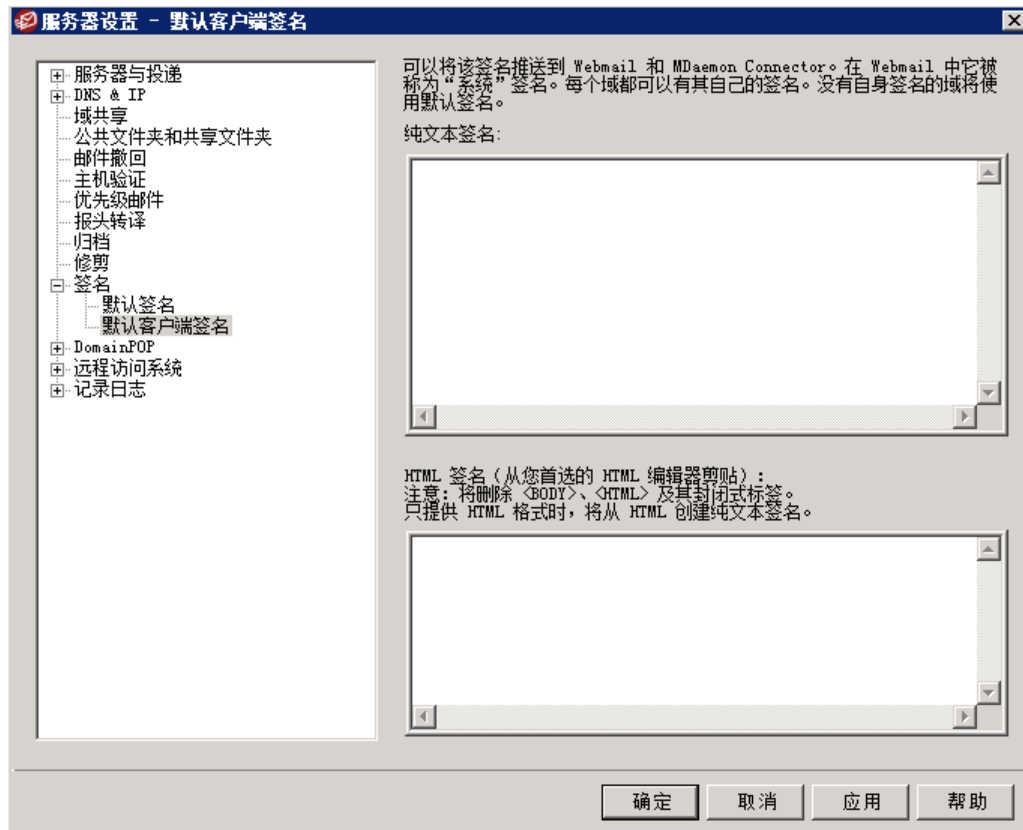 服务器设置 - 默认客户端签名
服务器与投递
DNS & IP
域共享
公共文件夹和共享文件夹
邮件撤回
主机验证
优先级邮件
报头转译
归档
修剪
签名
默认签名
默认客户端签名
DomainPOP
远程访问系统
记录日志
可以将该签名推送到 Webmail 和 MDaemon Connector。在 Webmail 中它被
称为“系统”签名。每个域都可以有其自己的签名。没有自身签名的域将使
用默认签名。
纯文本签名:
HTML 签名(从您首选的 HTML 编辑器剪贴):
注意: 将删除 <BODY>、<HTML> 及其封闭式标签。
只提供 HTML 格式时，将从 HTML 创建纯文本签名。
确定
取消
应用
帮助